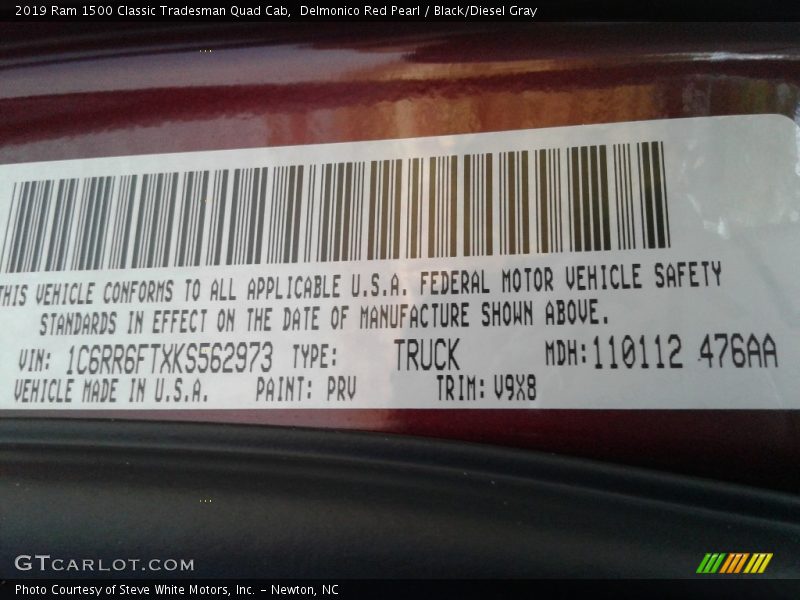 2019 Ram 1500 Classic Tradesman Quad Cab,  Delmonico Red Pearl / Black/Diesel Gray
THIS VEHICLE CONFORMS TO ALL APPLICABLE U.S.A. FEDERAL MOTOR VEHICLE SAFETY
STANDARDS IN EFFECT ON THE DATE OF MANUFACTURE SHOWN ABOVE.
VIN: 1C6RR6FTXKS562973 TYPE: TRUCK MDH:110112 476AA
VEHICLE MADE IN U.S.A. PAINT: PRV TRIM: V9X8
GTCARLOT.COM
Photo Courtesy of Steve White Motors, Inc. – Newton, NC